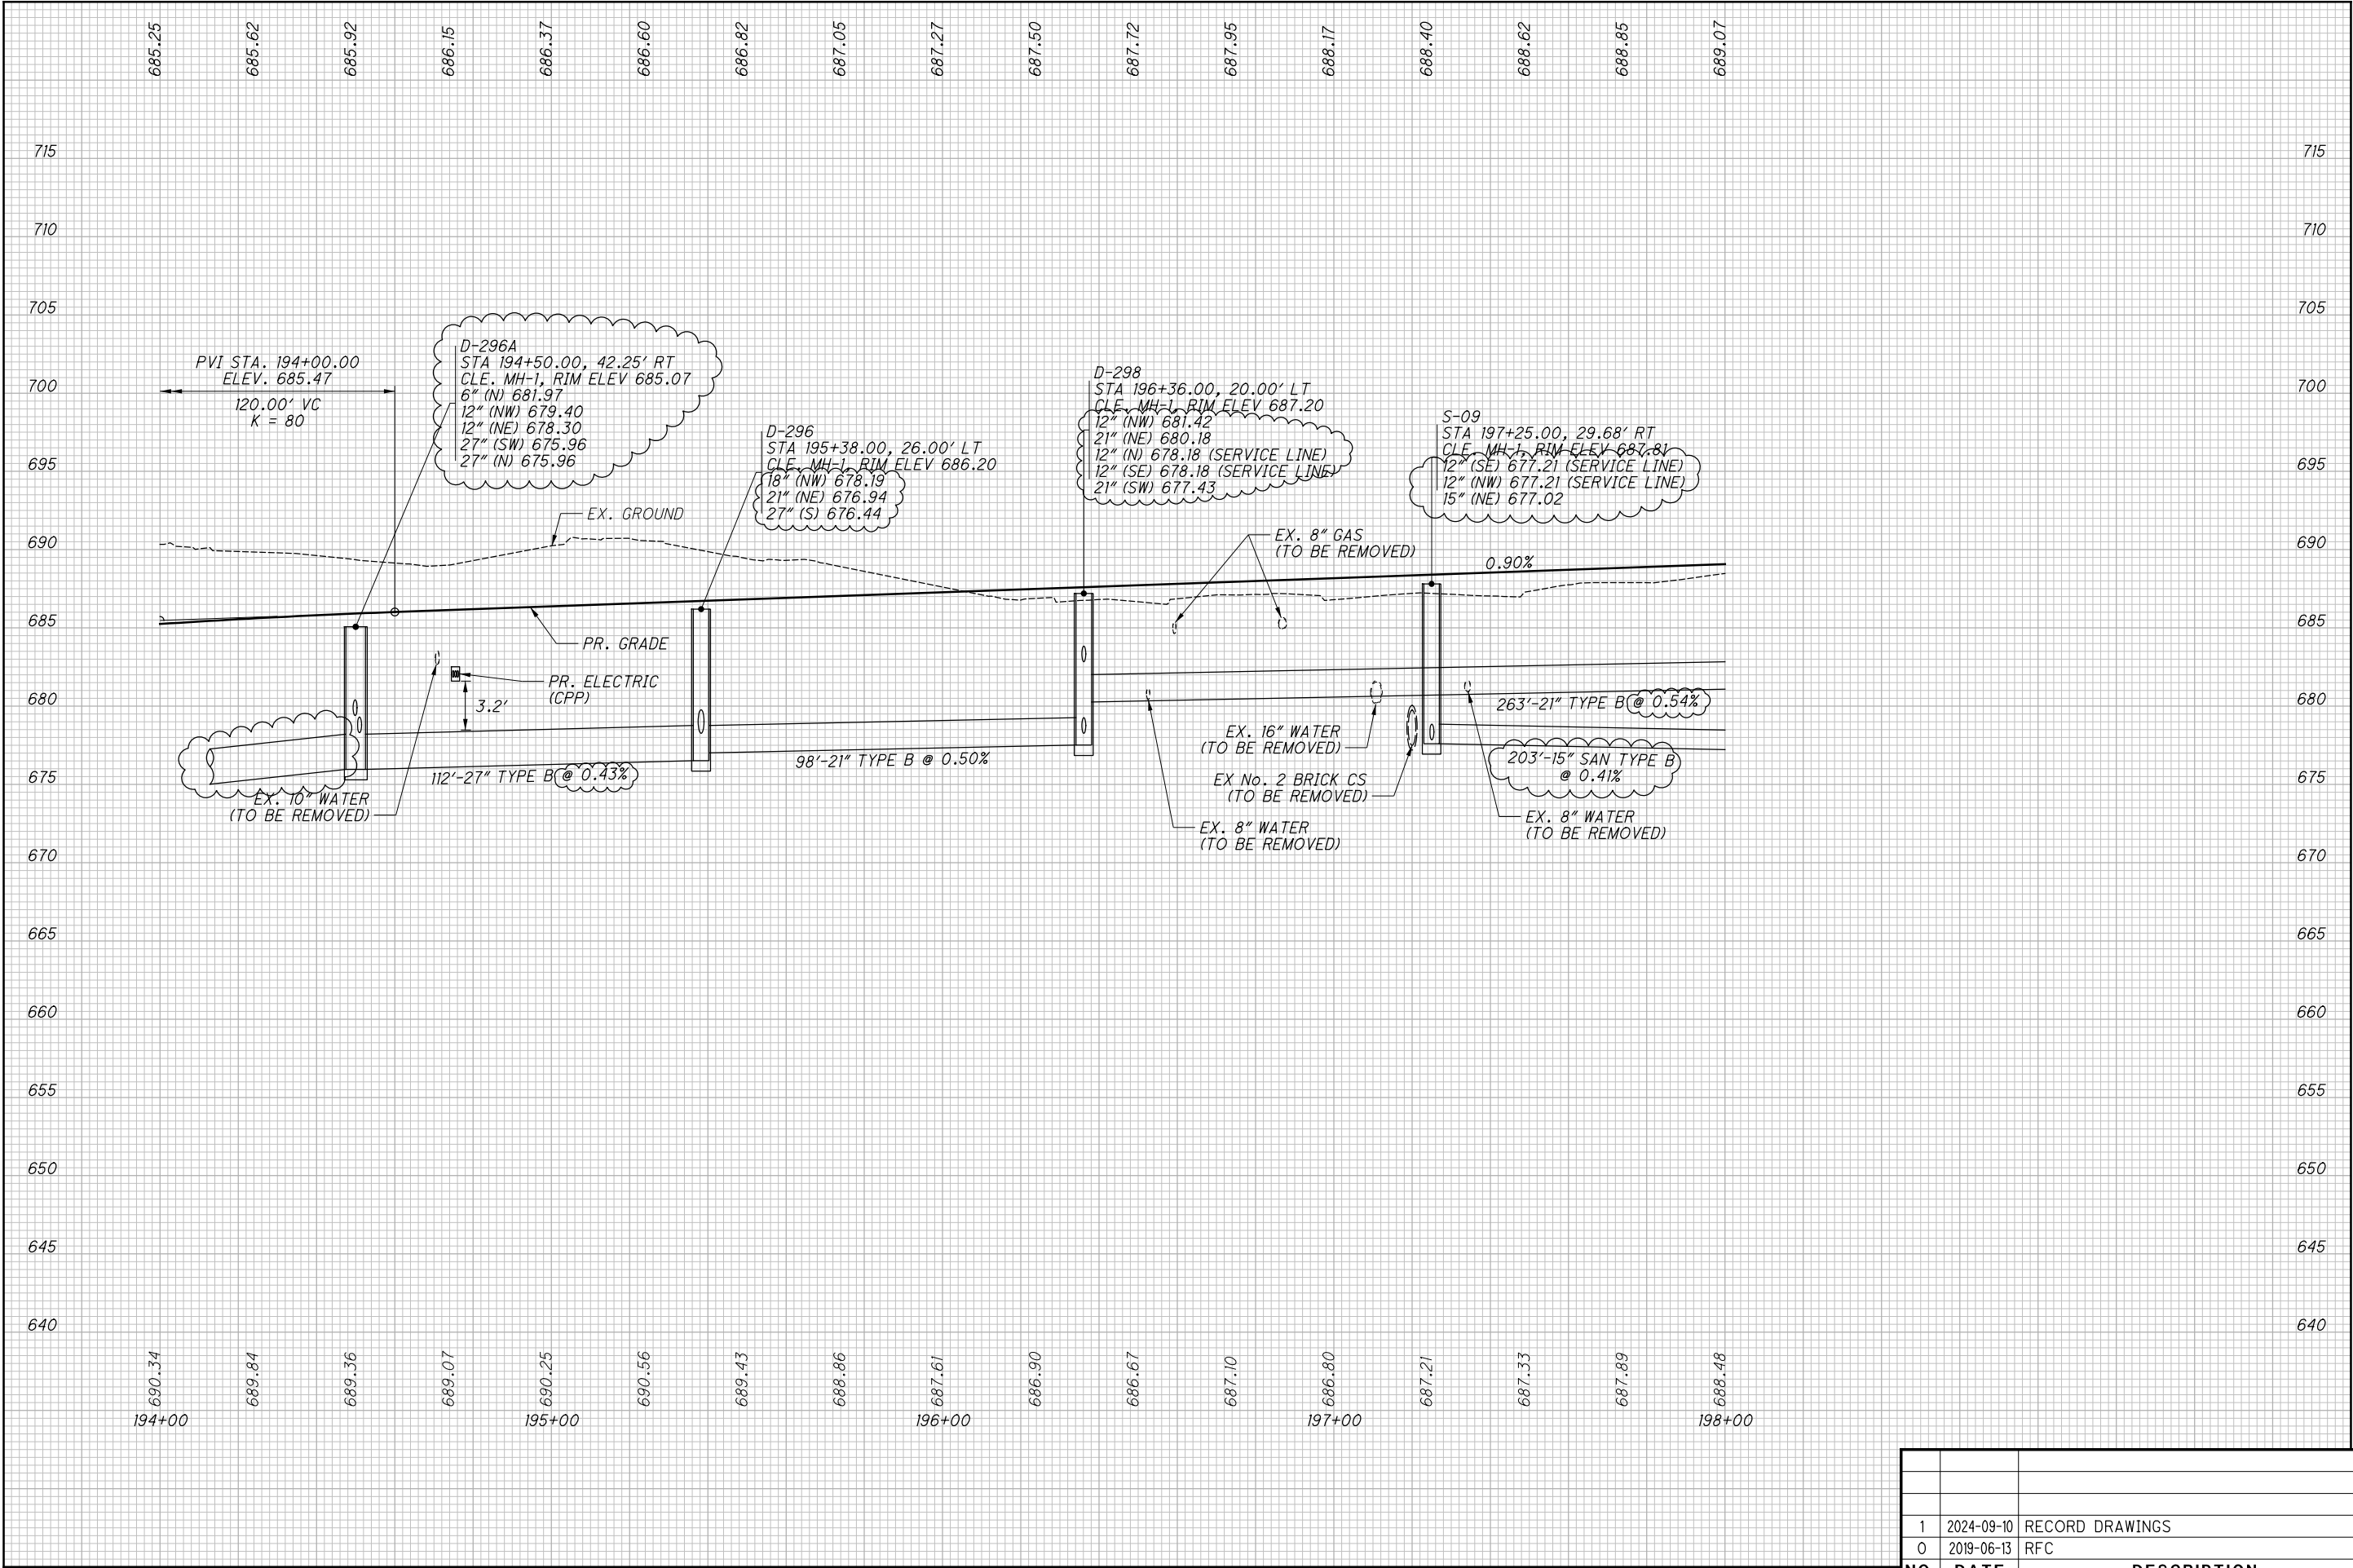 685.25 685.62 685.92 686.15 686.37 686.60 686.82 687.05 687.27 687.50 687.72 687.95 688.17 688.40 688.62 688.85 689.07
715 715
710 710
705 705
700 700
695 695
690 690
685 685
680 680
675 675
670 670
665 665
660 660
655 655
650 650
645 645
640 640
PVI STA. 194+00.00
ELEV. 685.47
120.00' VC
K = 80
D-296A
STA 194+50.00, 42.25' RT
CLE. MH-1, RIM ELEV 685.07
6" (N) 681.97
12" (NW) 679.40
12" (NE) 678.30
27" (SW) 675.96
27" (N) 675.96
D-296
STA 195+38.00, 26.00' LT
CLE. MH-1, RIM ELEV 686.20
18" (NW) 678.19
21" (NE) 676.94
27" (S) 676.44
D-298
STA 196+36.00, 20.00' LT
CLE. MH-1, RIM ELEV 687.20
12" (NW) 681.42
21" (NE) 680.18
12" (N) 678.18 (SERVICE LINE)
12" (SE) 678.18 (SERVICE LINE)
21" (SW) 677.43
S-09
STA 197+25.00, 29.68' RT
CLE. MH-1, RIM ELEV 687.81
12" (SE) 677.21 (SERVICE LINE)
12" (NW) 677.21 (SERVICE LINE)
15" (NE) 677.02
EX. GROUND
EX. 8" GAS
(TO BE REMOVED)
0.90%
PR. GRADE
PR. ELECTRIC
(CPP)
3.2'
263'-21" TYPE B @ 0.54%
EX. 16" WATER
(TO BE REMOVED)
98'-21" TYPE B @ 0.50%
203'-15" SAN TYPE B
@ 0.41%
112'-27" TYPE B @ 0.43%
EX No. 2 BRICK CS
(TO BE REMOVED)
EX. 10" WATER
(TO BE REMOVED)
EX. 8" WATER
(TO BE REMOVED)
EX. 8" WATER
(TO BE REMOVED)
690.34 689.84 689.36 689.07 690.25 690.56 689.43 688.86 687.61 686.90 686.67 687.10 686.80 687.21 687.33 687.89 688.48
194+00 195+00 196+00 197+00 198+00
1 2024-09-10 RECORD DRAWINGS
0 2019-06-13 RFC
NO. DATE DESCRIPTION